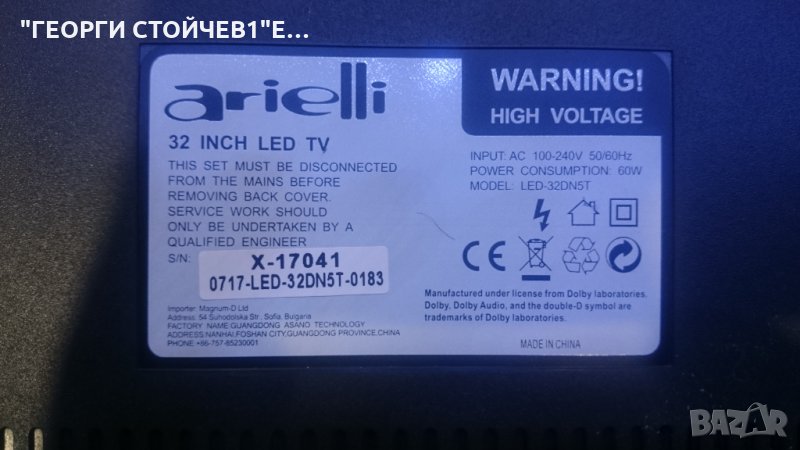 "ГЕОРГИ СТОЙЧЕВ1"Е...
arielli
32 INCH LED TV
THIS SET MUST BE DISCONNECTED
FROM THE MAINS BEFORE
REMOVING BACK COVER.
SERVICE WORK SHOULD
ONLY BE UNDERTAKEN BY A
QUALIFIED ENGINEER
S/N:
X-17041
0717-LED-32DN5T-0183
Importer: Magnum-D Ltd
Address: 54 Suhodolska Str., Sofia, Bulgaria
FACTORY NAME:GUANGDONG ASANO TECHNOLOGY
ADDRESS:NANHAI.FOSHAN CITY,GUANGDONG PROVINCE,CHINA
PHONE +86-757-85230001
WARNING!
HIGH VOLTAGE
INPUT: AC 100-240V 50/60Hz
POWER CONSUMPTION: 60W
MODEL: LED-32DN5T
CE
Manufactured under license from Dolby laboratories.
Dolby, Dolby Audio, and the double-D symbol are
trademarks of Dolby Laboratories.
MADE IN CHINA
BAZAR